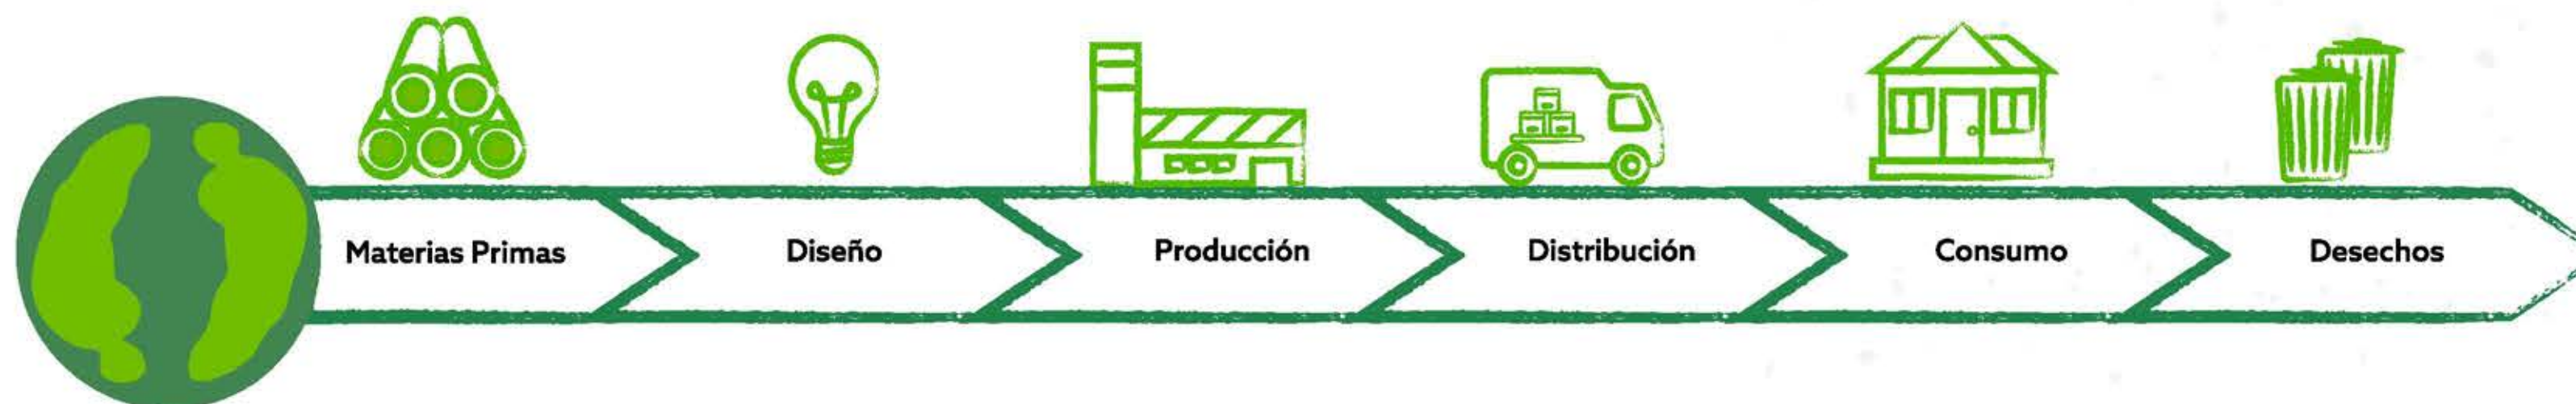 Materias Primas
Diseño
Producción
Distribución
Consumo
Desechos